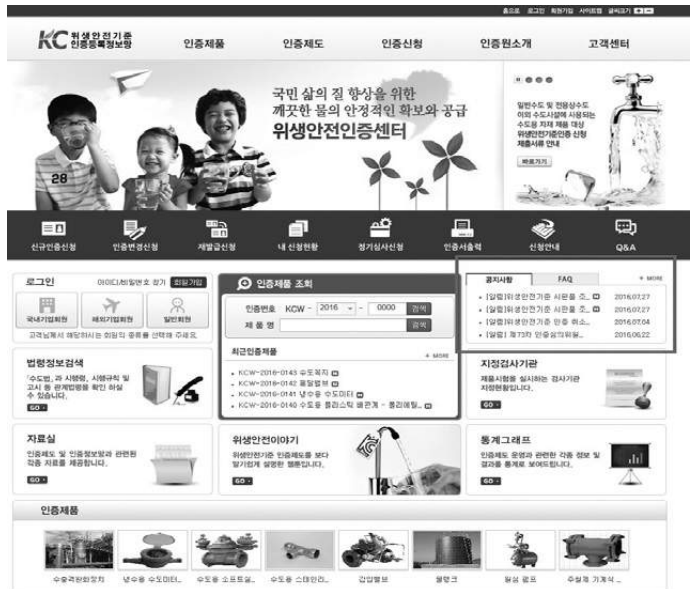 홈으로 로그인 회원가입 사이트맵 글씨크기
KC 위생안전기준
인증등록정보망
인증제품 인증제도 인증신청 인증원소개 고객센터
국민 삶의 질 향상을 위한
깨끗한 물의 안정적인 확보와 공급
위생안전인증센터
일반수도 및 전용상수도
이외 수도시설에 사용되는
수도용 자재 제품 대상
위생안전기준인증 신청
제출서류 안내
바로가기
28
신규인증신청 인증변경신청 재발급신청 내 신청현황 정기심사신청 인증서출력 신청안내 Q&A
로그인 아이디/비밀번호 찾기 회원가입
국내기업회원 해외기업회원 일반회원
고객님께서 해당하시는 회원의 종류를 선택해 주세요.
인증제품 조회
인증번호 KCW - 2016 - 0000 검색
제 품 명 검색
최근인증제품 + MORE
KCW-2016-0143 수도꼭지
KCW-2016-0142 페달밸브
KCW-2016-0141 냉수용 수도미터
KCW-2016-0140 수도용 플라스틱 배관계 - 폴리에틸...
공지사항 FAQ + MORE
[알림]위생안전기준 시판품 조... 2016.07.27
[알림]위생안전기준 시판품 조... 2016.07.27
[알림]위생안전기준 인증 취소... 2016.07.04
[알림] 제73차 인증심의위원... 2016.06.22
법령정보검색
「수도법」과 시행령, 시행규칙 및
고시 등 관계법령을 확인 하실
수 있습니다.
GO
지정검사기관
제품시험을 실시하는 검사기관
지정현황입니다.
GO
자료실
인증제도 및 인증정보망과 관련된
각종 자료를 제공합니다.
GO
위생안전이야기
위생안전기준 인증제도를 보다
알기쉽게 설명한 웹툰입니다.
GO
통계그래프
인증제도 운영과 관련한 각종 정보 및
결과를 통계로 보여드립니다.
GO
인증제품
수충격완화장치 냉수용 수도미터... 수도용 소프트실... 수도용 스테인리... 감압밸브 물탱크 원심 펌프 주철제 기계식 ...